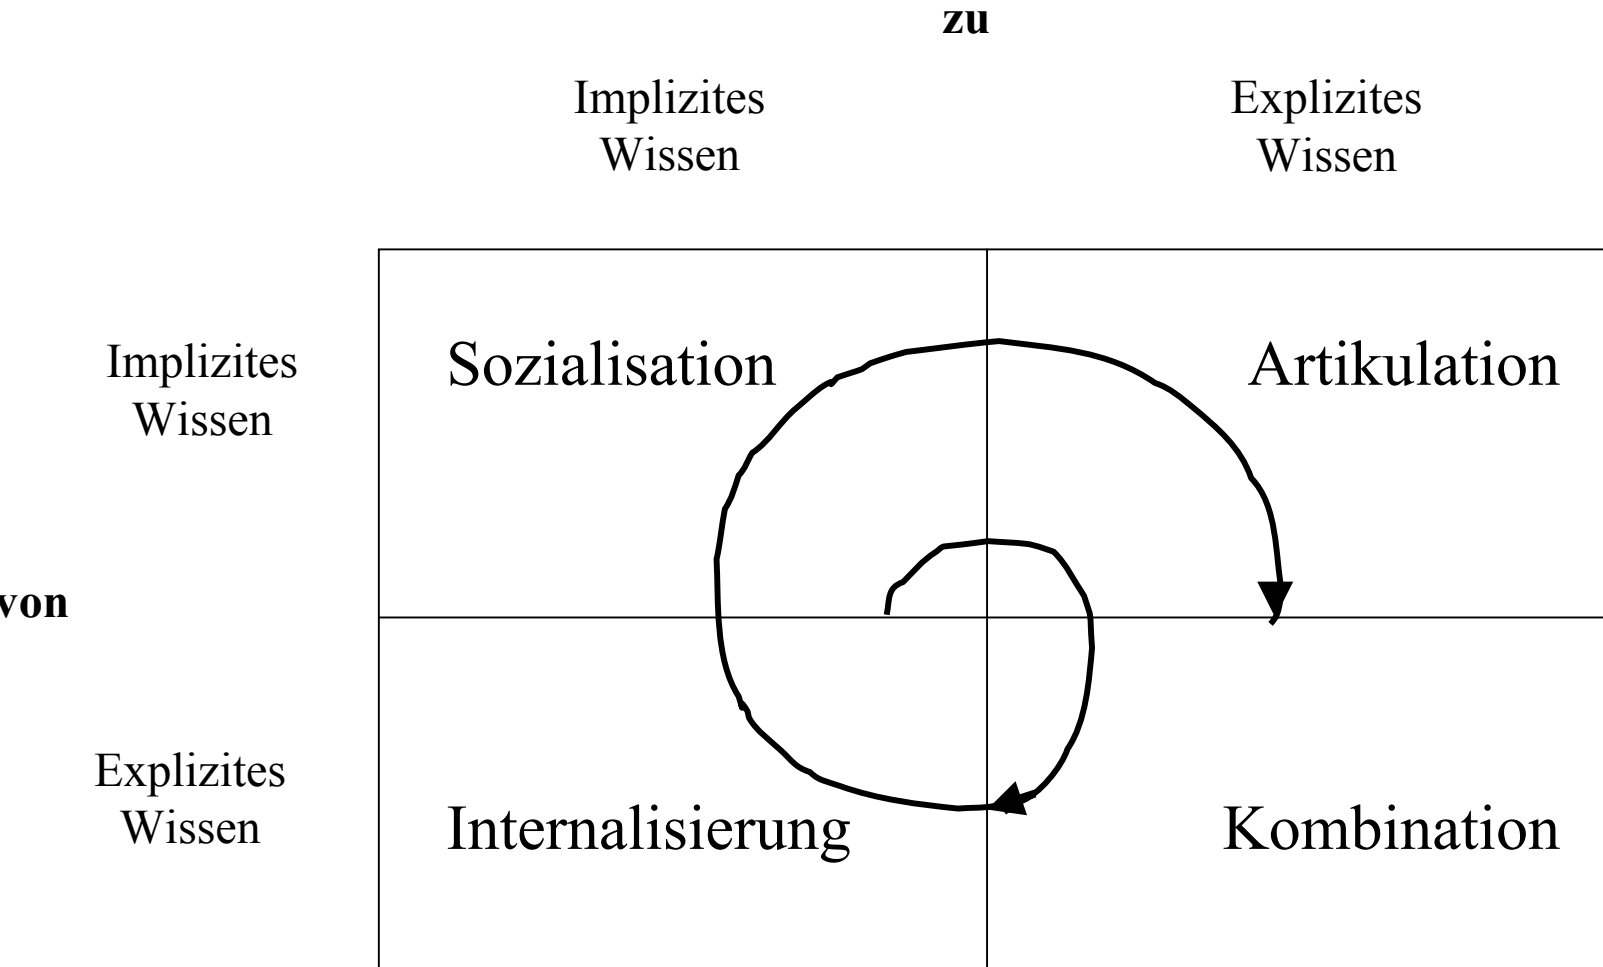 zu
Implizites
Wissen
Explizites
Wissen
Implizites
Wissen
Sozialisation
Artikulation
von
Explizites
Wissen
Internalisierung
Kombination